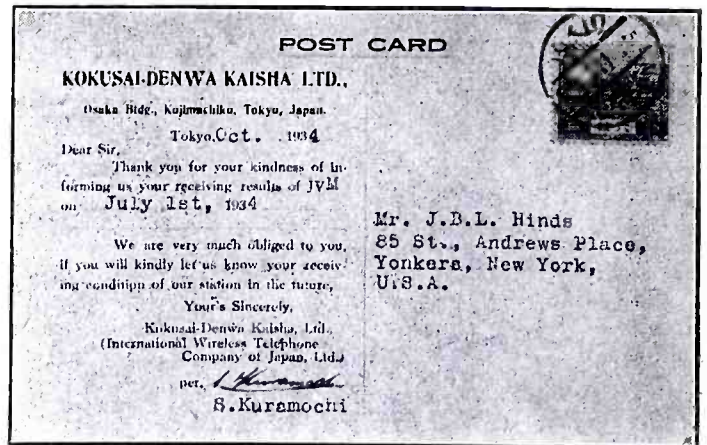 POST CARD
KOKUSAI-DENWA KAISHA LTD.,
Osaka Bldg., Kojimachiku, Tokyo, Japan.
Tokyo, Oct. 1934
Dear Sir,
Thank you for your kindness of in-
forming us your receiving results of JVM
on July 1st, 1934
We are very much obliged to you,
if you will kindly let us know your receiv-
ing condition of our station in the future,
Your's Sincerely,
Kokusai-Denwa Kaisha, Ltd.,
(International Wireless Telephone
Company of Japan, Ltd.)
per,
S.Kuramochi
Mr. J.B.L. Hinds
85 St., Andrews Place,
Yonkers, New York,
U.S.A.